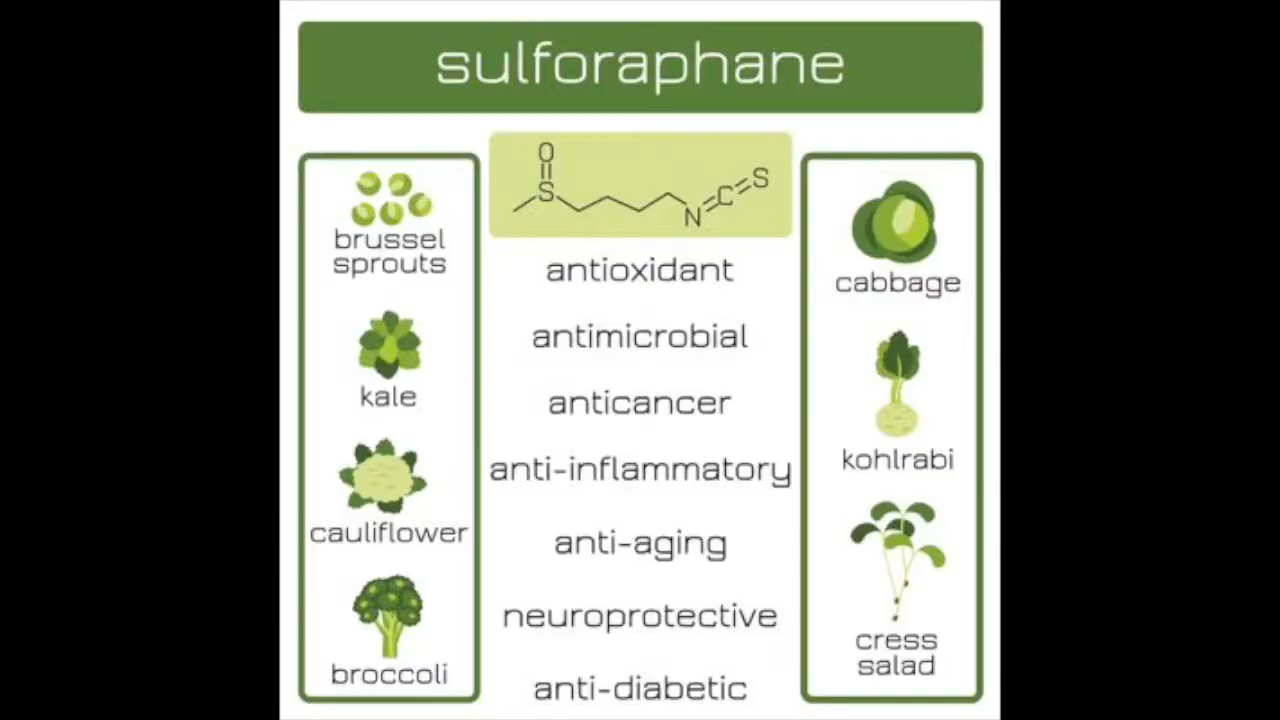 sulforaphane
O
S
N
C
S
brussel
sprouts
kale
cauliflower
broccoli
antioxidant
antimicrobial
anticancer
anti-inflammatory
anti-aging
neuroprotective
anti-diabetic
cabbage
kohlrabi
cress
salad